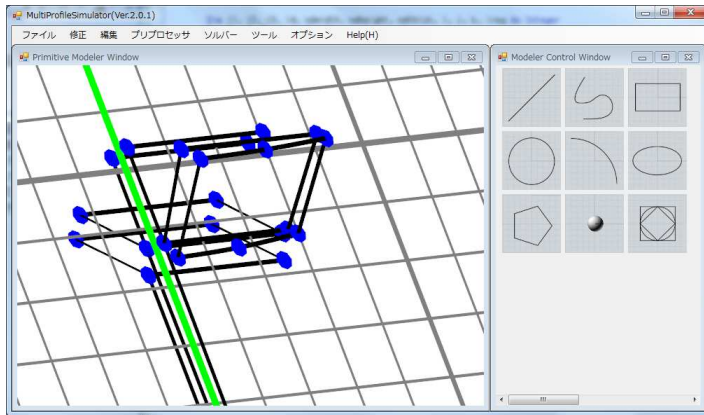 MultiProfileSimulator(Ver.2.0.1)
ファイル 修正 編集 プリプロセッサ ソルバー ツール オプション Help(H)
Primitive Modeler Window
Modeler Control Window